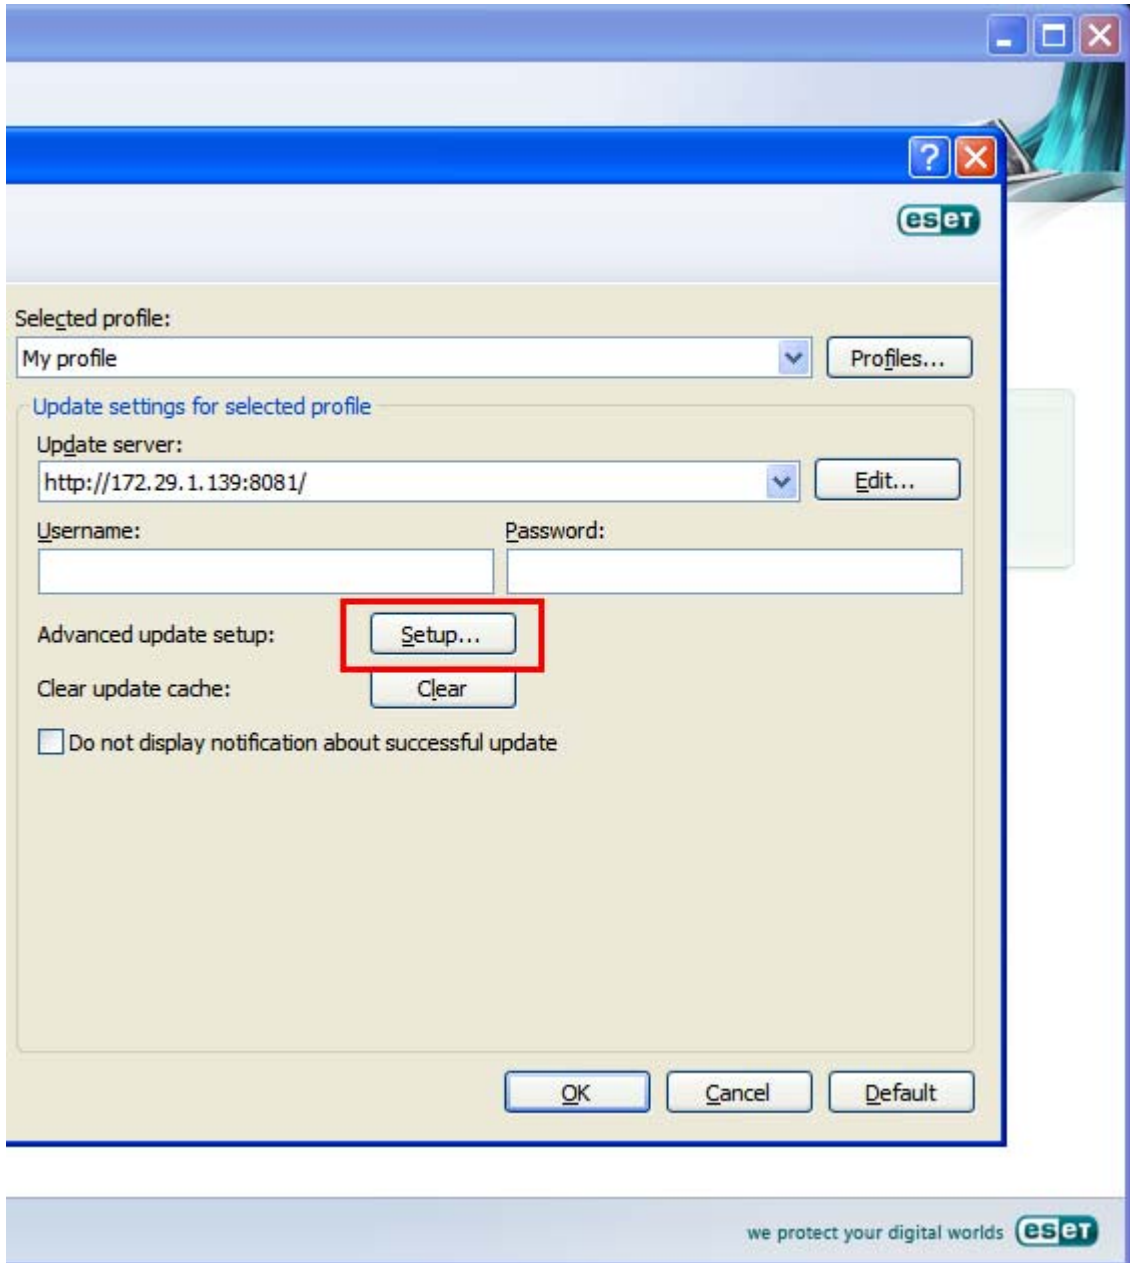 eset
Selected profile:
My profile
Profiles...
Update settings for selected profile
Update server:
http://172.29.1.139:8081/
Edit...
Username:
Password:
Advanced update setup:
Setup...
Clear update cache:
Clear
Do not display notification about successful update
OK
Cancel
Default
we protect your digital worlds eset